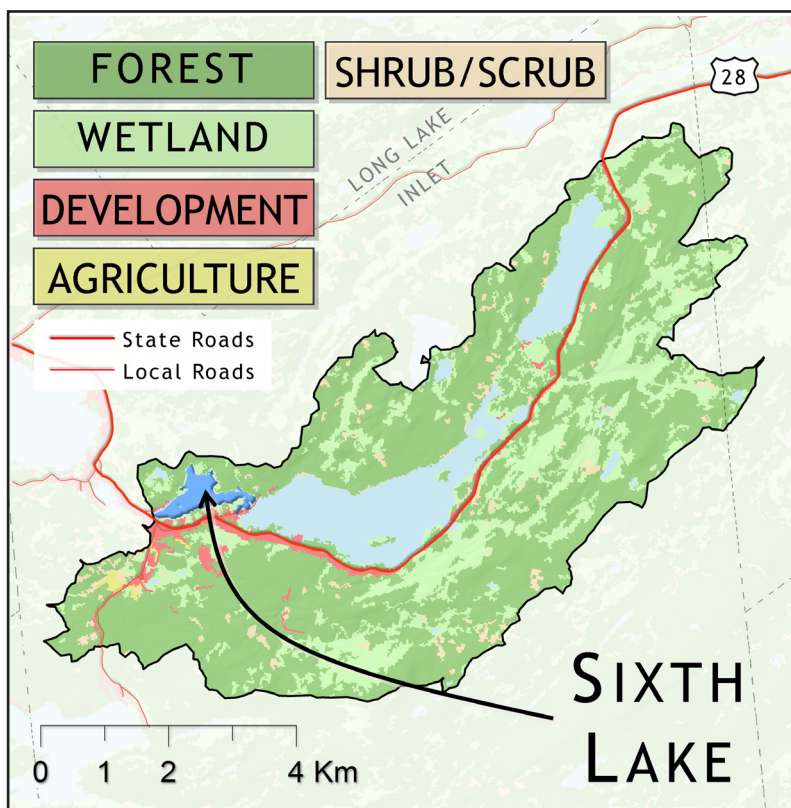 FOREST
SHRUB/SCRUB
WETLAND
DEVELOPMENT
AGRICULTURE
State Roads
Local Roads
28
LONG LAKE
INLET
SIXTH
LAKE
0 1 2 4 Km